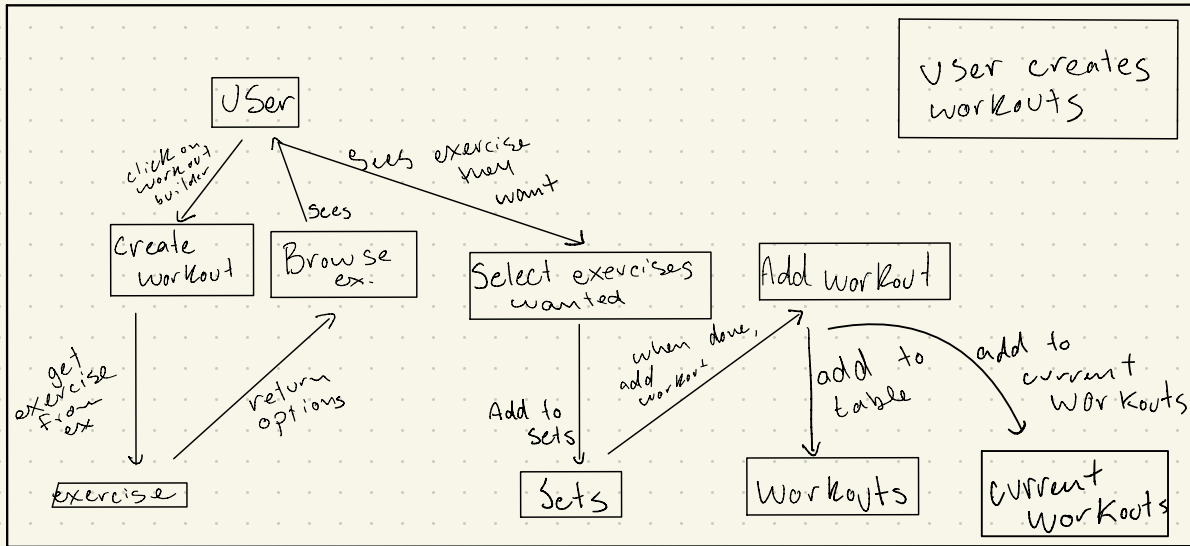 User creates
workouts
User
click on
workout
builder
sees
sees exercise
they
want
Create
workout
Browse
ex.
Select exercises
wanted
Add workout
get
exercise
from
ex
return
options
Add to
sets
when done,
add
workout
add to
table
add to
current
workouts
exercise
Sets
Workouts
current
workouts